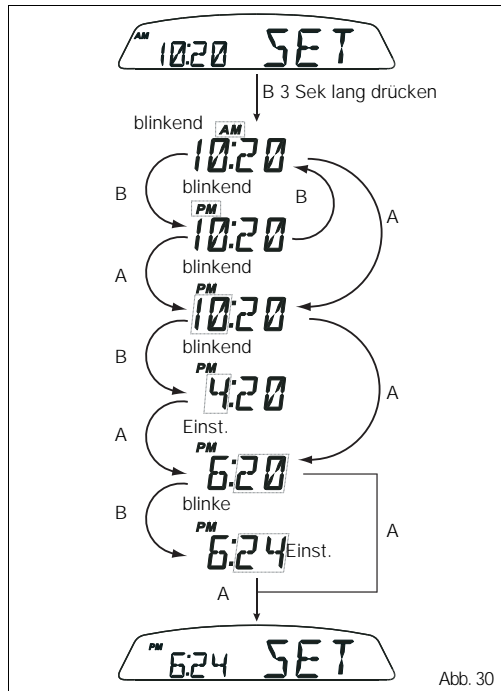 AM 10:20 SET
B 3 Sek lang drücken
blinkend AM
10:20
B blinkend B A
PM
10:20
A blinkend
PM
10:20
B blinkend A
PM
4:20
A Einst.
PM
6:20
B blinke A
PM
6:24 Einst.
A
PM 6:24 SET
Abb. 30